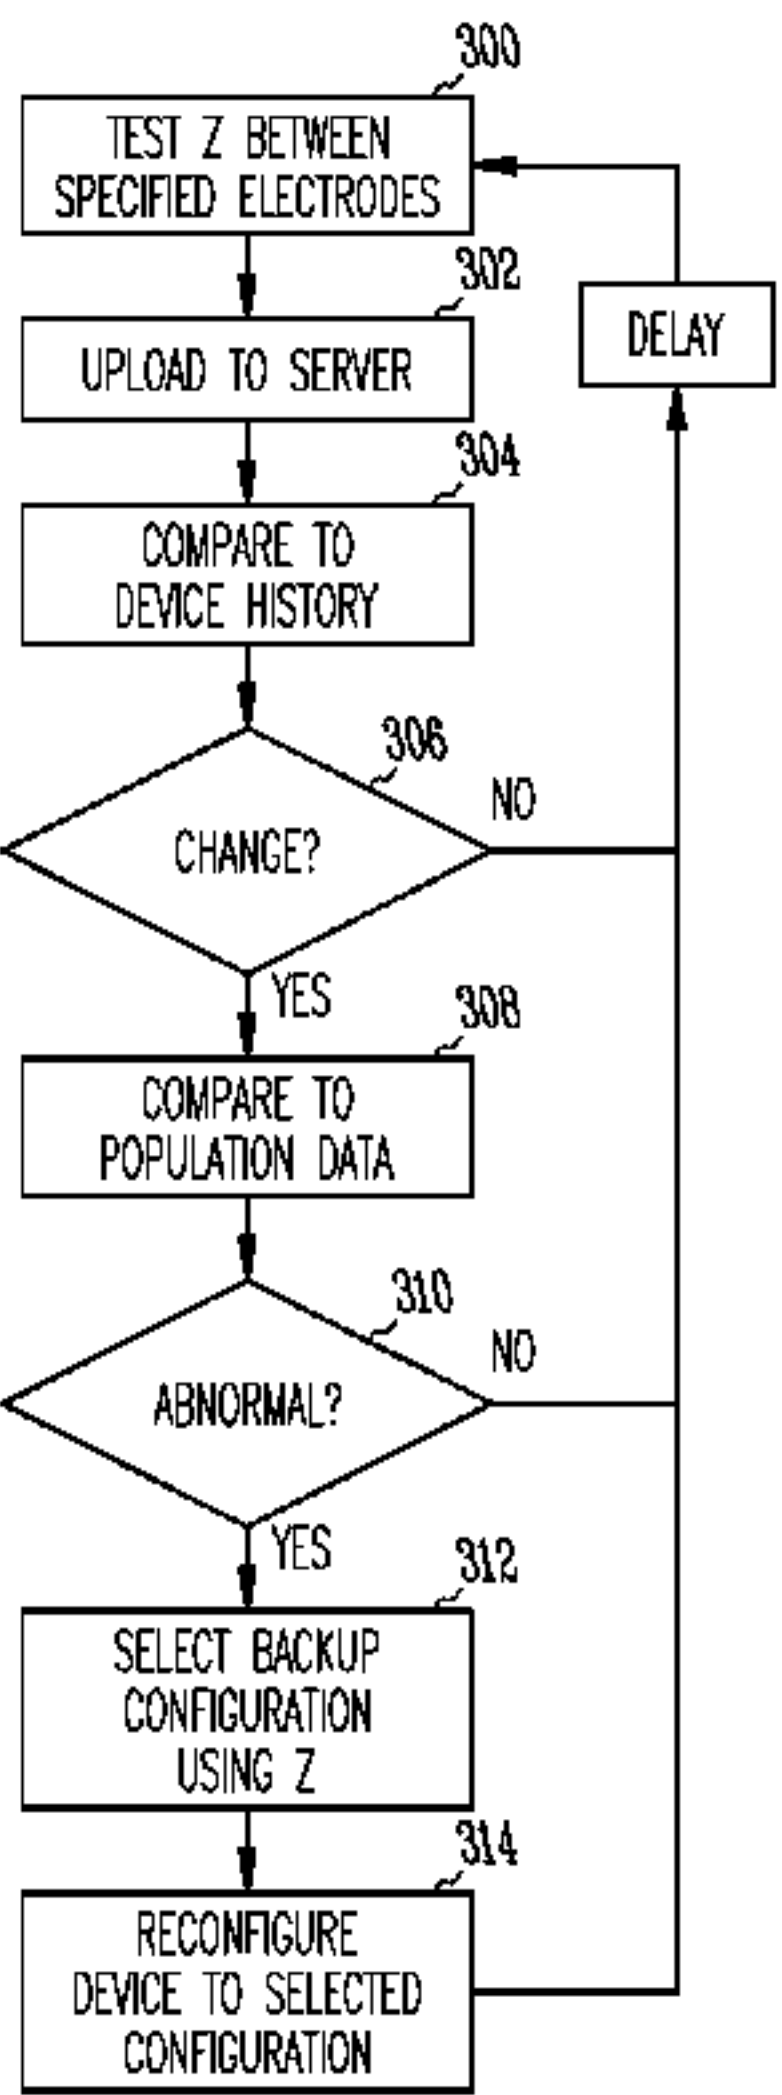 300
TEST Z BETWEEN
SPECIFIED ELECTRODES
302
DELAY
UPLOAD TO SERVER
304
COMPARE TO
DEVICE HISTORY
306
NO
CHANGE?
YES
308
COMPARE TO
POPULATION DATA
310
NO
ABNORMAL?
YES
312
SELECT BACKUP
CONFIGURATION
USING Z
314
RECONFIGURE
DEVICE TO SELECTED
CONFIGURATION